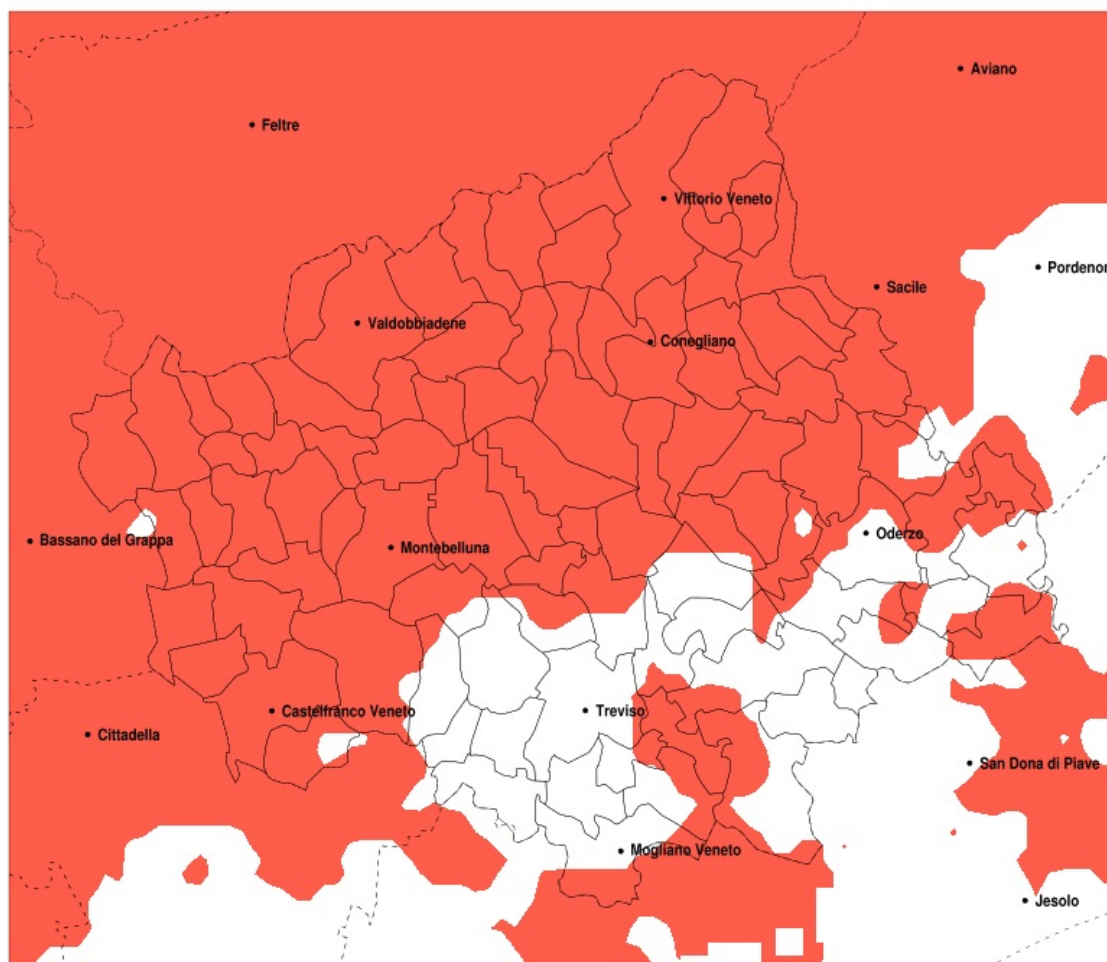 Aviano
Feltre
Vittorio Veneto
Pordenon
Sacile
Valdobbiadene
Conegliano
Oderzo
Bassano del Grappa
Montebelluna
Castelfranco Veneto
Treviso
Cittadella
San Dona di Piave
Mogliano Veneto
Jesolo